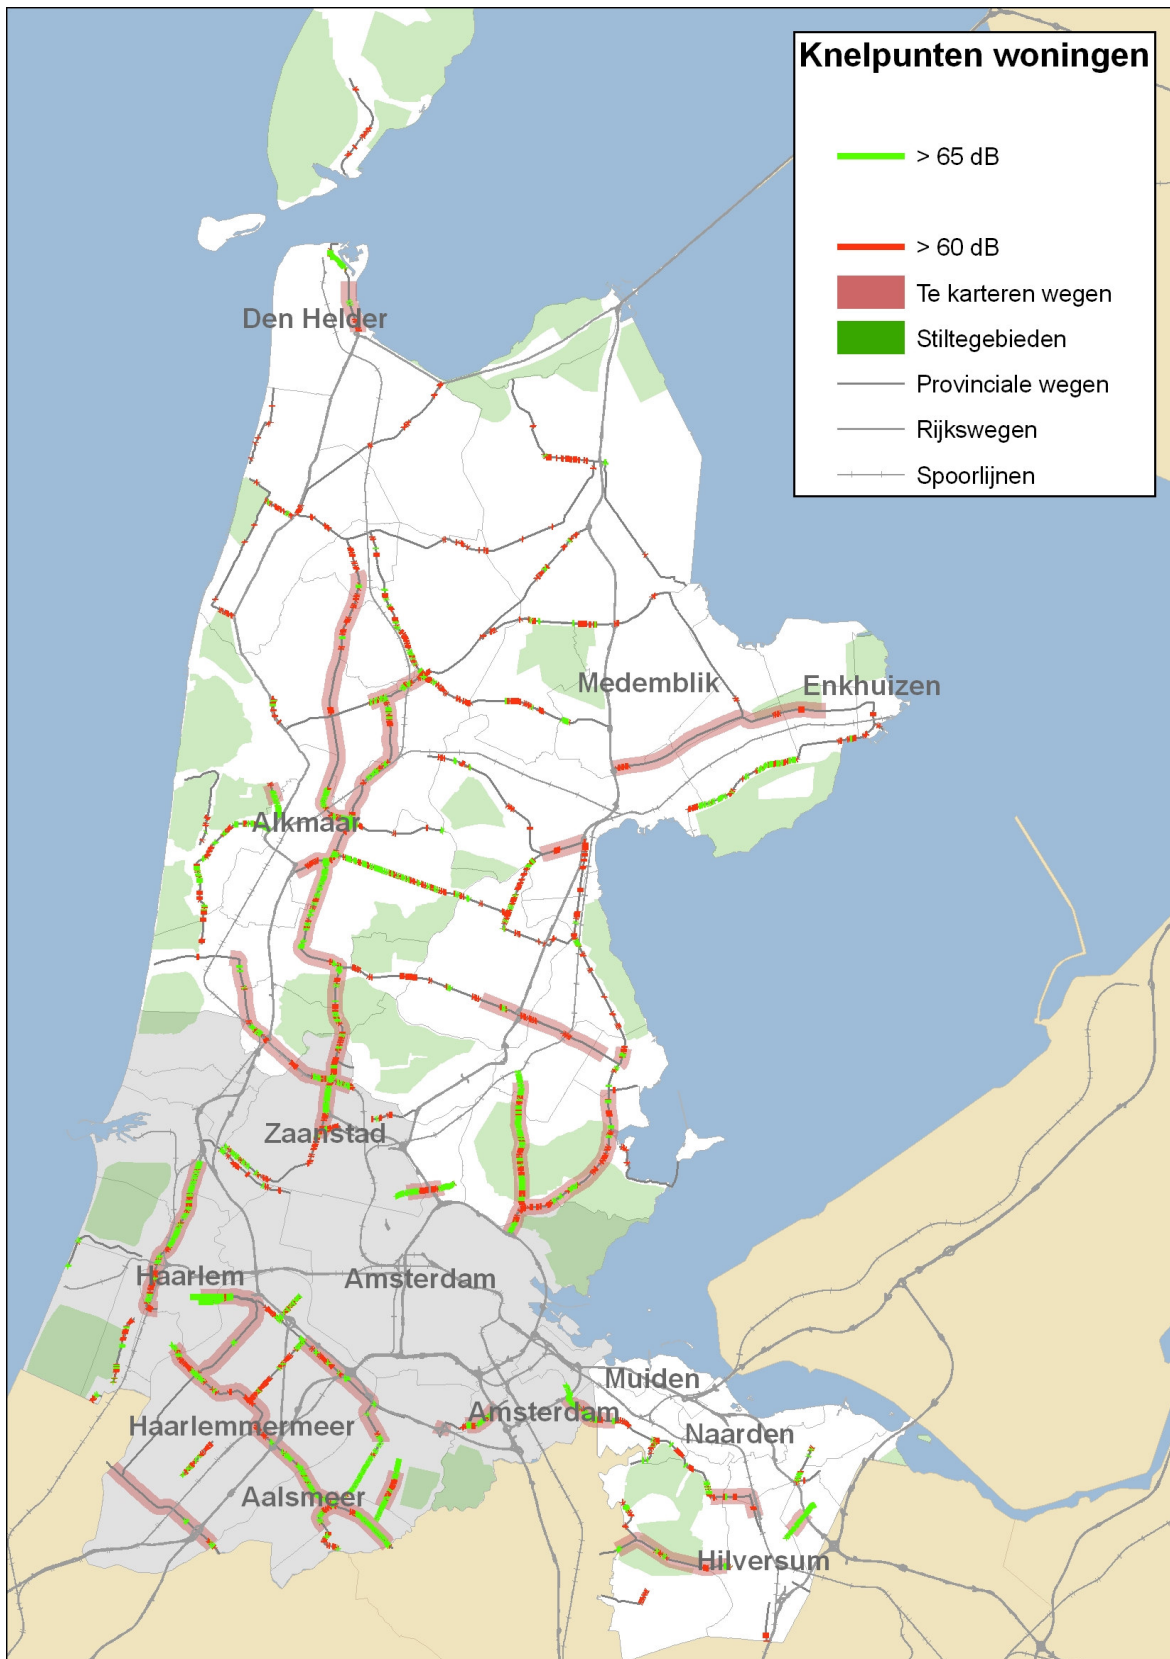 Knelpunten woningen
> 65 dB
> 60 dB
Te karteren wegen
Stiltegebieden
Provinciale wegen
Rijkswegen
Spoorlijnen
Den Helder
Medemblik
Enkhuizen
Alkmaar
Zaanstad
Haarlem
Amsterdam
Muiden
Amsterdam
Haarlemmermeer
Naarden
Aalsmeer
Hilversum